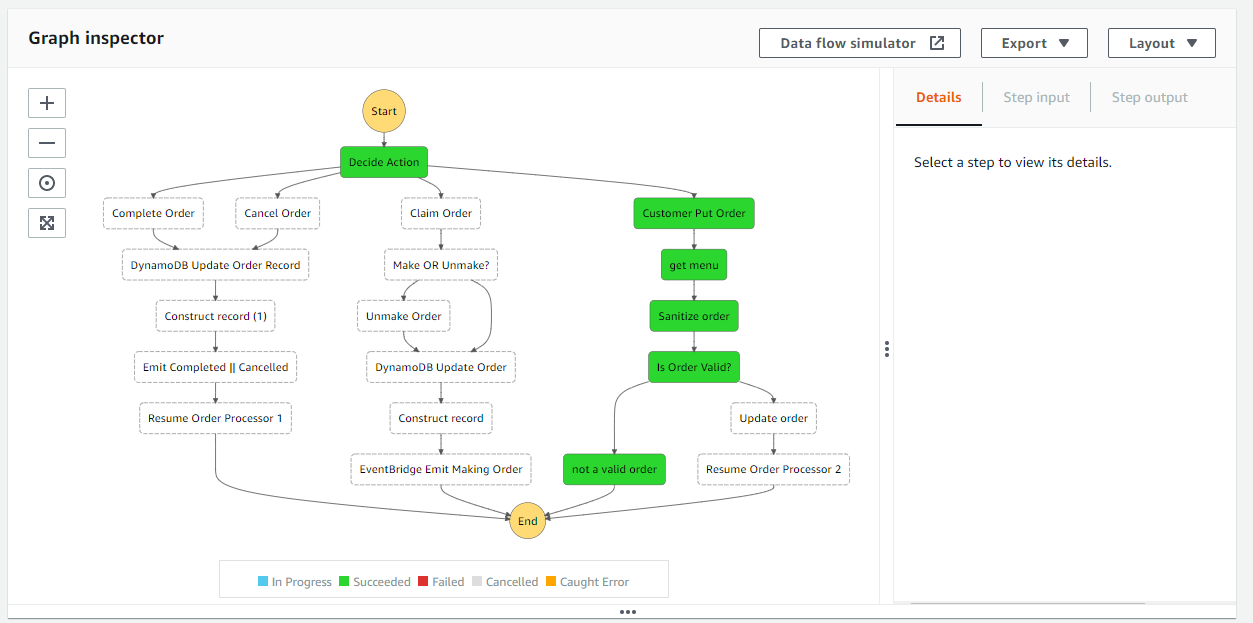 Graph inspector
Data flow simulator
Export
Layout
Details
Step input
Step output
Select a step to view its details.
Start
Decide Action
Complete Order
Cancel Order
Claim Order
Customer Put Order
DynamoDB Update Order Record
Make OR Unmake?
get menu
Construct record (1)
Unmake Order
Sanitize order
Emit Completed || Cancelled
DynamoDB Update Order
Is Order Valid?
Resume Order Processor 1
Construct record
Update order
EventBridge Emit Making Order
not a valid order
Resume Order Processor 2
End
In Progress
Succeeded
Failed
Cancelled
Caught Error